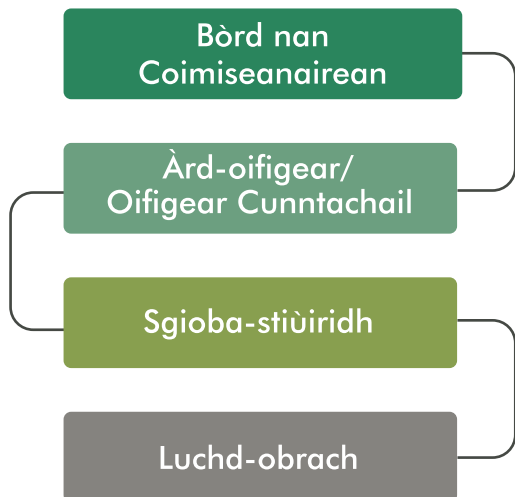 Bòrd nan
Coimiseanairean
Àrd-oifigear/
Oifigear Cunntachail
Sgioba-stiùiridh
Luchd-obrach